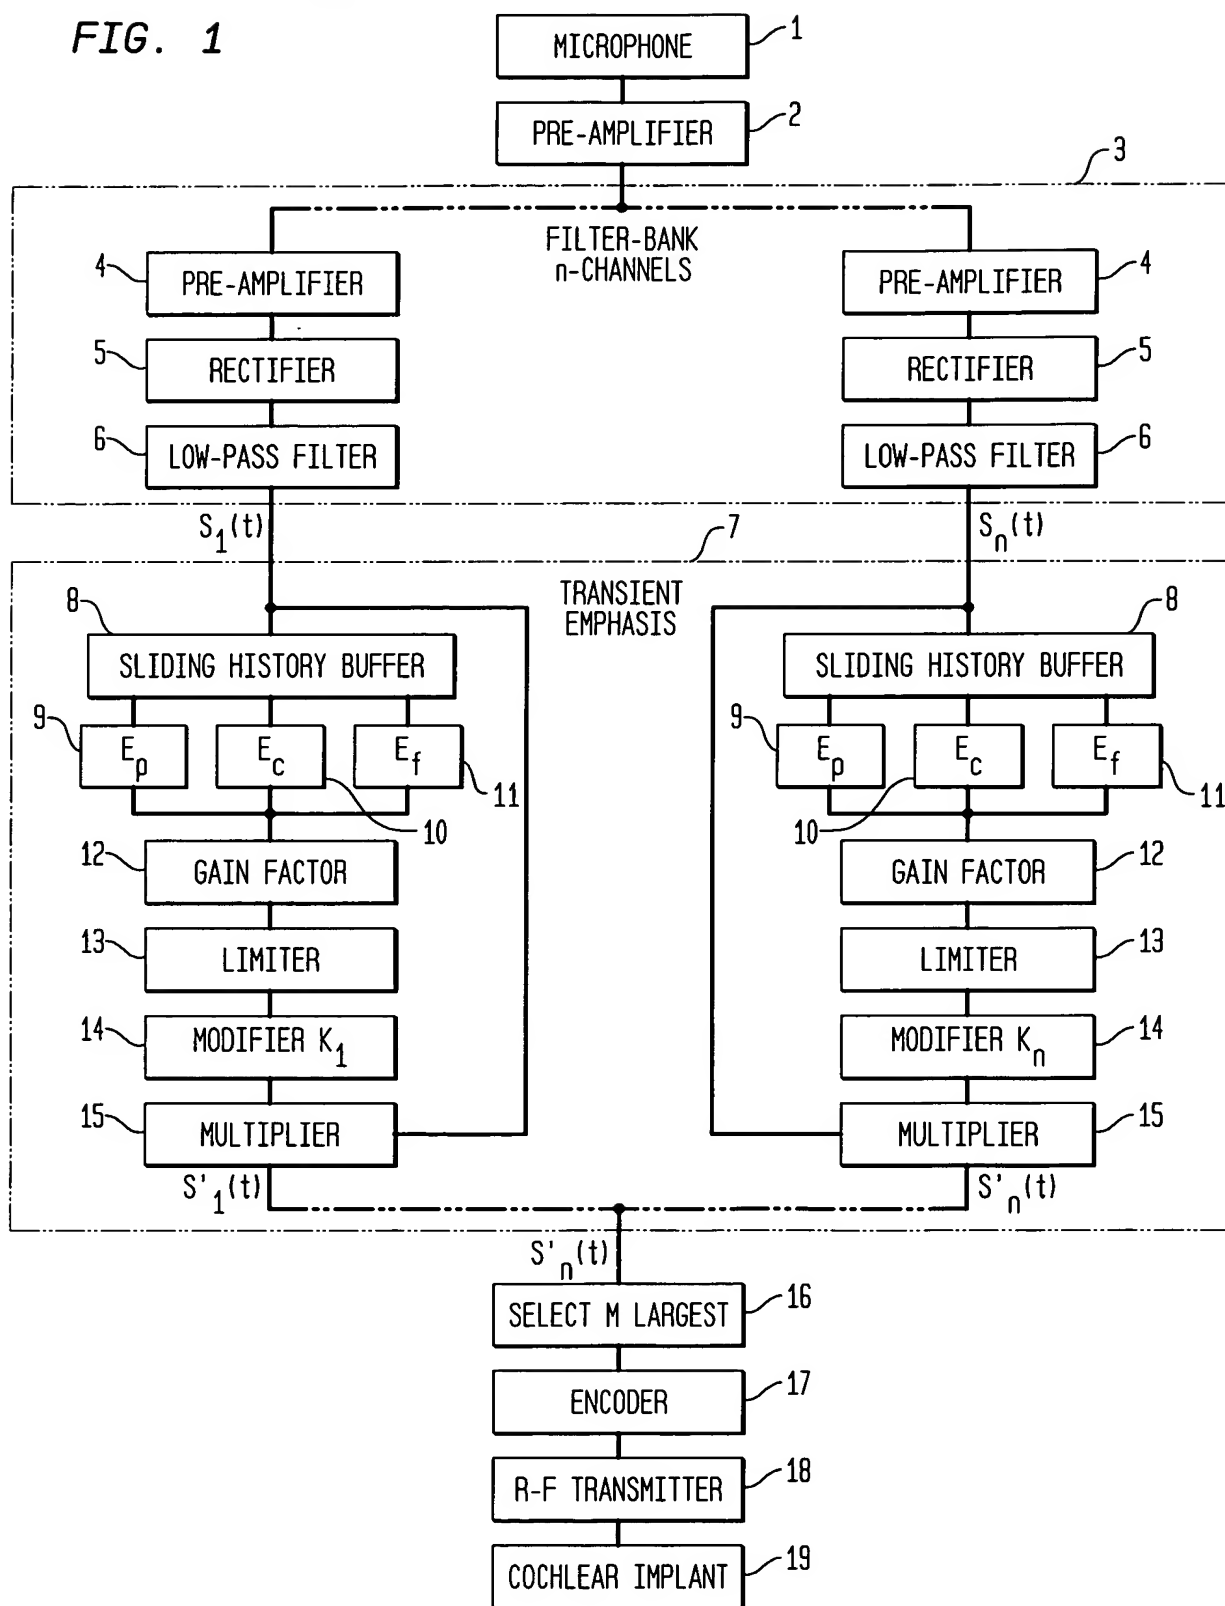 FIG. 1
MICROPHONE
1
PRE-AMPLIFIER
2
3
FILTER-BANK
n-CHANNELS
4
PRE-AMPLIFIER
PRE-AMPLIFIER
4
5
RECTIFIER
RECTIFIER
5
6
LOW-PASS FILTER
LOW-PASS FILTER
6
S1(t)
7
Sn(t)
TRANSIENT
EMPHASIS
8
8
SLIDING HISTORY BUFFER
SLIDING HISTORY BUFFER
9
Ep
Ec
Ef
9
Ep
Ec
Ef
11
11
10
10
12
GAIN FACTOR
GAIN FACTOR
12
13
LIMITER
LIMITER
13
14
MODIFIER K1
MODIFIER Kn
14
15
MULTIPLIER
MULTIPLIER
15
S'1(t)
S'n(t)
S'n(t)
SELECT M LARGEST
16
ENCODER
17
R-F TRANSMITTER
18
COCHLEAR IMPLANT
19